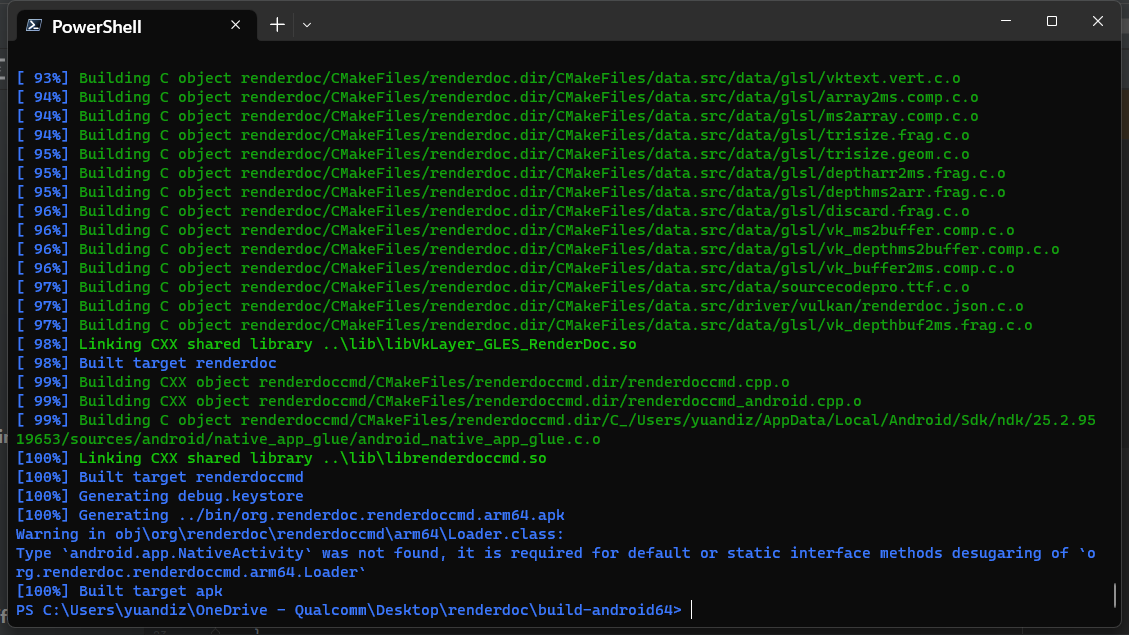 PowerShell
[ 93%] Building C object renderdoc/CMakeFiles/renderdoc.dir/CMakeFiles/data.src/data/glsl/vktext.vert.c.o
[ 94%] Building C object renderdoc/CMakeFiles/renderdoc.dir/CMakeFiles/data.src/data/glsl/array2ms.comp.c.o
[ 94%] Building C object renderdoc/CMakeFiles/renderdoc.dir/CMakeFiles/data.src/data/glsl/ms2array.comp.c.o
[ 94%] Building C object renderdoc/CMakeFiles/renderdoc.dir/CMakeFiles/data.src/data/glsl/trisize.frag.c.o
[ 95%] Building C object renderdoc/CMakeFiles/renderdoc.dir/CMakeFiles/data.src/data/glsl/trisize.geom.c.o
[ 95%] Building C object renderdoc/CMakeFiles/renderdoc.dir/CMakeFiles/data.src/data/glsl/deptharr2ms.frag.c.o
[ 95%] Building C object renderdoc/CMakeFiles/renderdoc.dir/CMakeFiles/data.src/data/glsl/depthms2arr.frag.c.o
[ 96%] Building C object renderdoc/CMakeFiles/renderdoc.dir/CMakeFiles/data.src/data/glsl/discard.frag.c.o
[ 96%] Building C object renderdoc/CMakeFiles/renderdoc.dir/CMakeFiles/data.src/data/glsl/vk_ms2buffer.comp.c.o
[ 96%] Building C object renderdoc/CMakeFiles/renderdoc.dir/CMakeFiles/data.src/data/glsl/vk_depthms2buffer.comp.c.o
[ 96%] Building C object renderdoc/CMakeFiles/renderdoc.dir/CMakeFiles/data.src/data/glsl/vk_buffer2ms.comp.c.o
[ 97%] Building C object renderdoc/CMakeFiles/renderdoc.dir/CMakeFiles/data.src/data/sourcecodepro.ttf.c.o
[ 97%] Building C object renderdoc/CMakeFiles/renderdoc.dir/CMakeFiles/data.src/driver/vulkan/renderdoc.json.c.o
[ 97%] Building C object renderdoc/CMakeFiles/renderdoc.dir/CMakeFiles/data.src/data/glsl/vk_depthbuf2ms.frag.c.o
[ 98%] Linking CXX shared library ..\lib\libVkLayer_GLES_RenderDoc.so
[ 98%] Built target renderdoc
[ 99%] Building CXX object renderdoccmd/CMakeFiles/renderdoccmd.dir/renderdoccmd.cpp.o
[ 99%] Building CXX object renderdoccmd/CMakeFiles/renderdoccmd.dir/renderdoccmd_android.cpp.o
[ 99%] Building C object renderdoccmd/CMakeFiles/renderdoccmd.dir/C_/Users/yuandiz/AppData/Local/Android/Sdk/ndk/25.2.95
19653/sources/android/native_app_glue/android_native_app_glue.c.o
[100%] Linking CXX shared library ..\lib\librenderdoccmd.so
[100%] Built target renderdoccmd
[100%] Generating debug.keystore
[100%] Generating ../bin/org.renderdoc.renderdoccmd.arm64.apk
Warning in obj\org\renderdoc\renderdoccmd\arm64\Loader.class:
Type `android.app.NativeActivity` was not found, it is required for default or static interface methods desugaring of `o
rg.renderdoc.renderdoccmd.arm64.Loader`
[100%] Built target apk
PS C:\Users\yuandiz\OneDrive - Qualcomm\Desktop\renderdoc\build-android64>